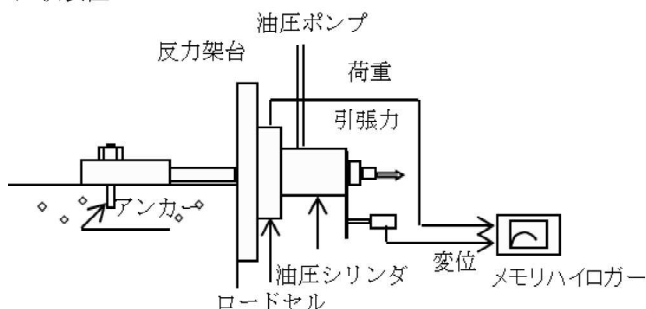 油圧ポンプ
反力架台
荷重
引張力
アンカー
油圧シリンダ
変位
メモリハイロガー
ロードセル